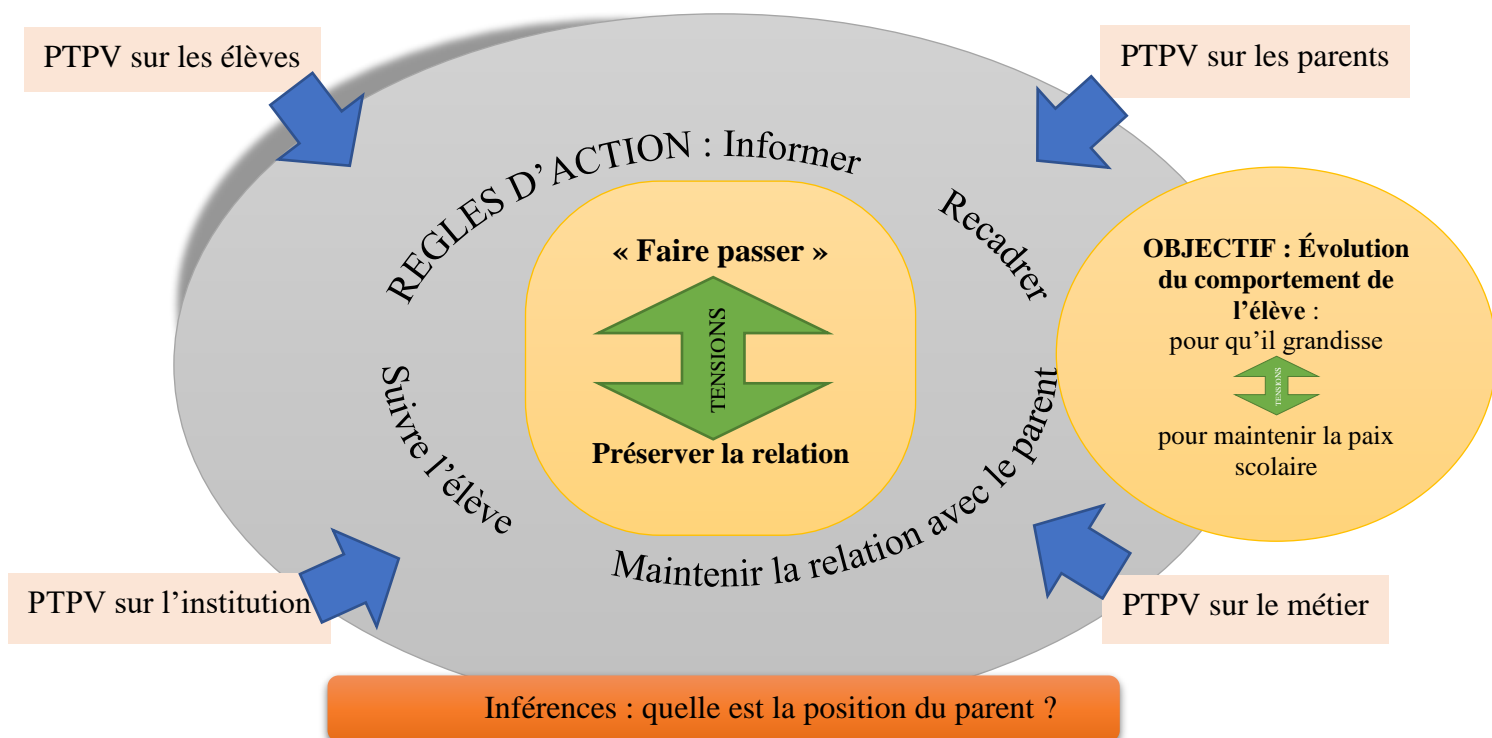 PTPV sur les élèves
PTPV sur les parents
REGLES D’ACTION : Informer
Recadrer
« Faire passer »
TENSIONS
Préserver la relation
OBJECTIF : Évolution
du comportement de
l’élève :
pour qu’il grandisse
TENSIONS
pour maintenir la paix
scolaire
Suivre l’élève
Maintenir la relation avec le parent
PTPV sur l’institution
PTPV sur le métier
Inférences : quelle est la position du parent ?